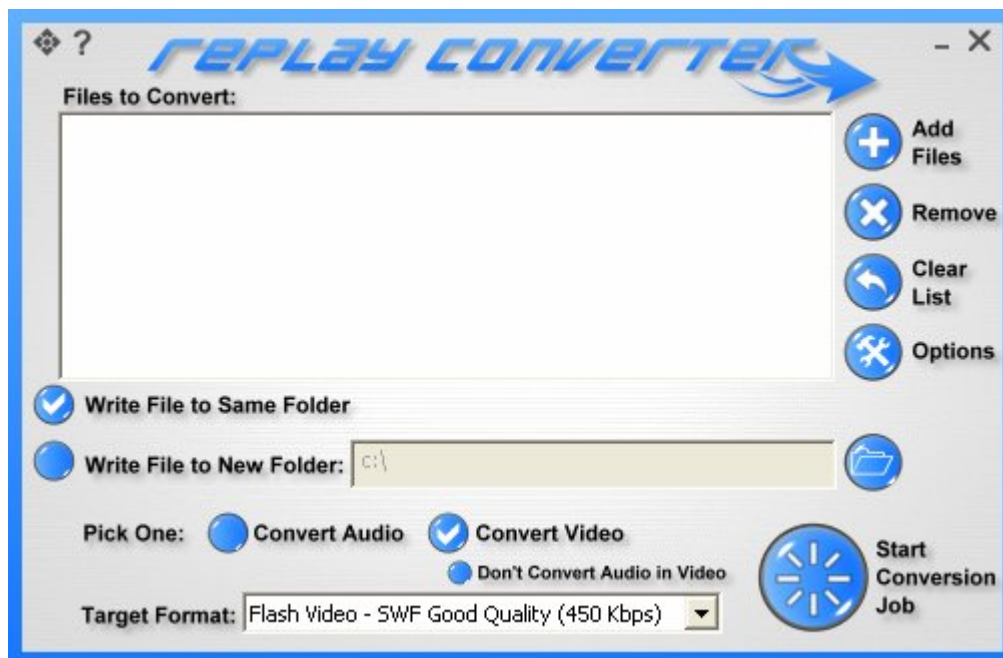 ?
REPLAY CONVERTER
Files to Convert:
Add
Files
Remove
Clear
List
Options
Write File to Same Folder
Write File to New Folder: c:\
Pick One: Convert Audio Convert Video
Don't Convert Audio in Video
Start
Conversion
Job
Target Format: Flash Video - SWF Good Quality (450 Kbps)